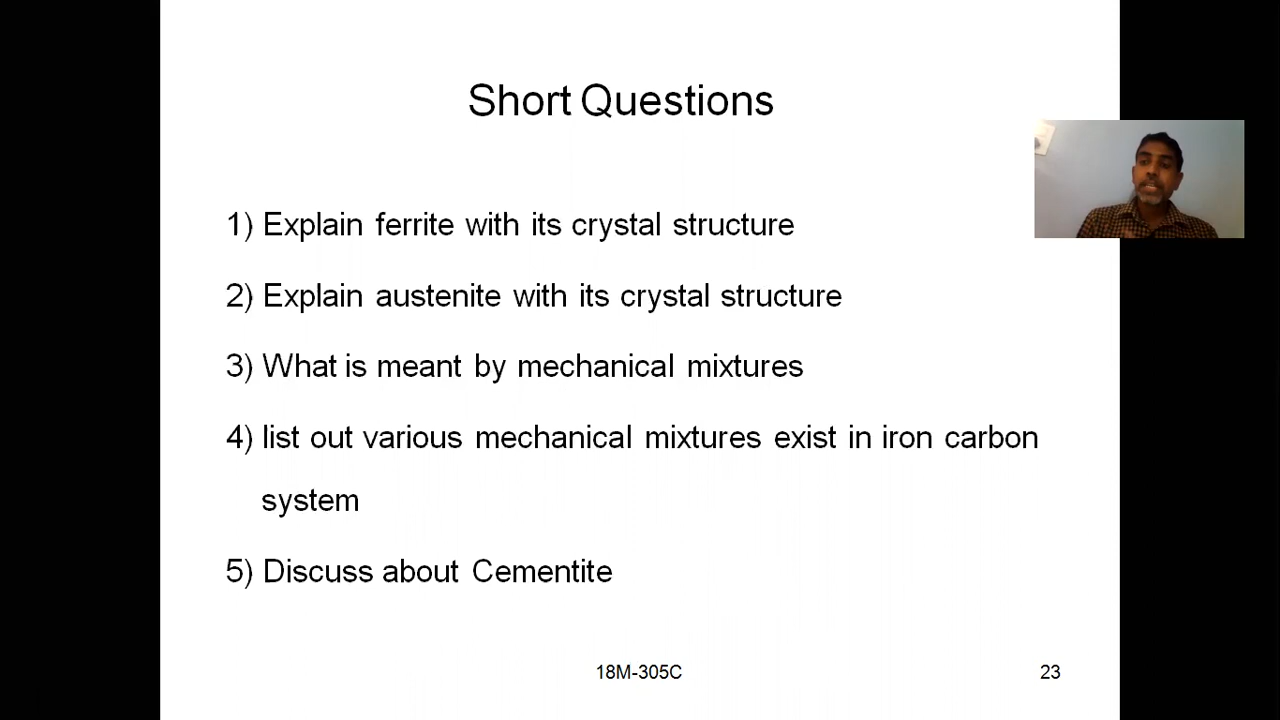 Short Questions
1) Explain ferrite with its crystal structure
2) Explain austenite with its crystal structure
3) What is meant by mechanical mixtures
4) list out various mechanical mixtures exist in iron carbon
system
5) Discuss about Cementite
18M-305C
23